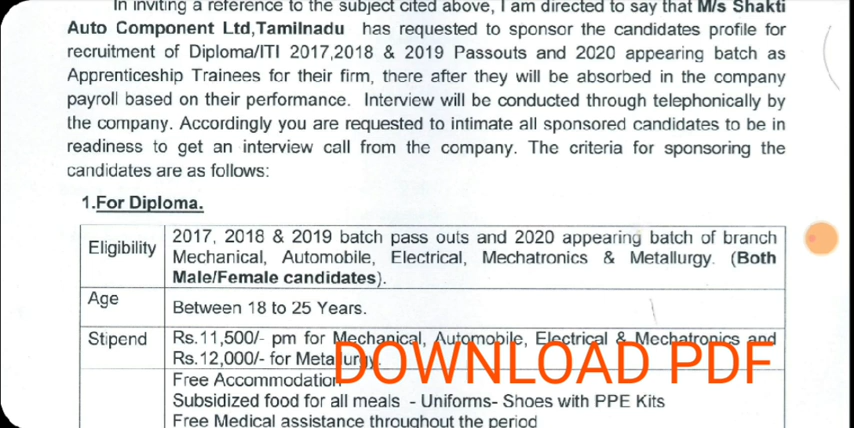 In inviting a reference to the subject cited above, I am directed to say that M/s Shakti
Auto Component Ltd,Tamilnadu has requested to sponsor the candidates profile for
recruitment of Diploma/ITI 2017,2018 & 2019 Passouts and 2020 appearing batch as
Apprenticeship Trainees for their firm, there after they will be absorbed in the company
payroll based on their performance. Interview will be conducted through telephonically by
the company. Accordingly you are requested to intimate all sponsored candidates to be in
readiness to get an interview call from the company. The criteria for sponsoring the
candidates are as follows:
1.For Diploma.
Eligibility
2017, 2018 & 2019 batch pass outs and 2020 appearing batch of branch
Mechanical, Automobile, Electrical, Mechatronics & Metallurgy. (Both
Male/Female candidates).
Age
Between 18 to 25 Years.
Stipend
Rs.11,500/- pm for Mechanical, Automobile, Electrical & Mechatronics and
Rs.12,000/- for Metallurgy.
DOWNLOAD PDF
Free Accommodation
Subsidized food for all meals - Uniforms- Shoes with PPE Kits
Free Medical assistance throughout the period